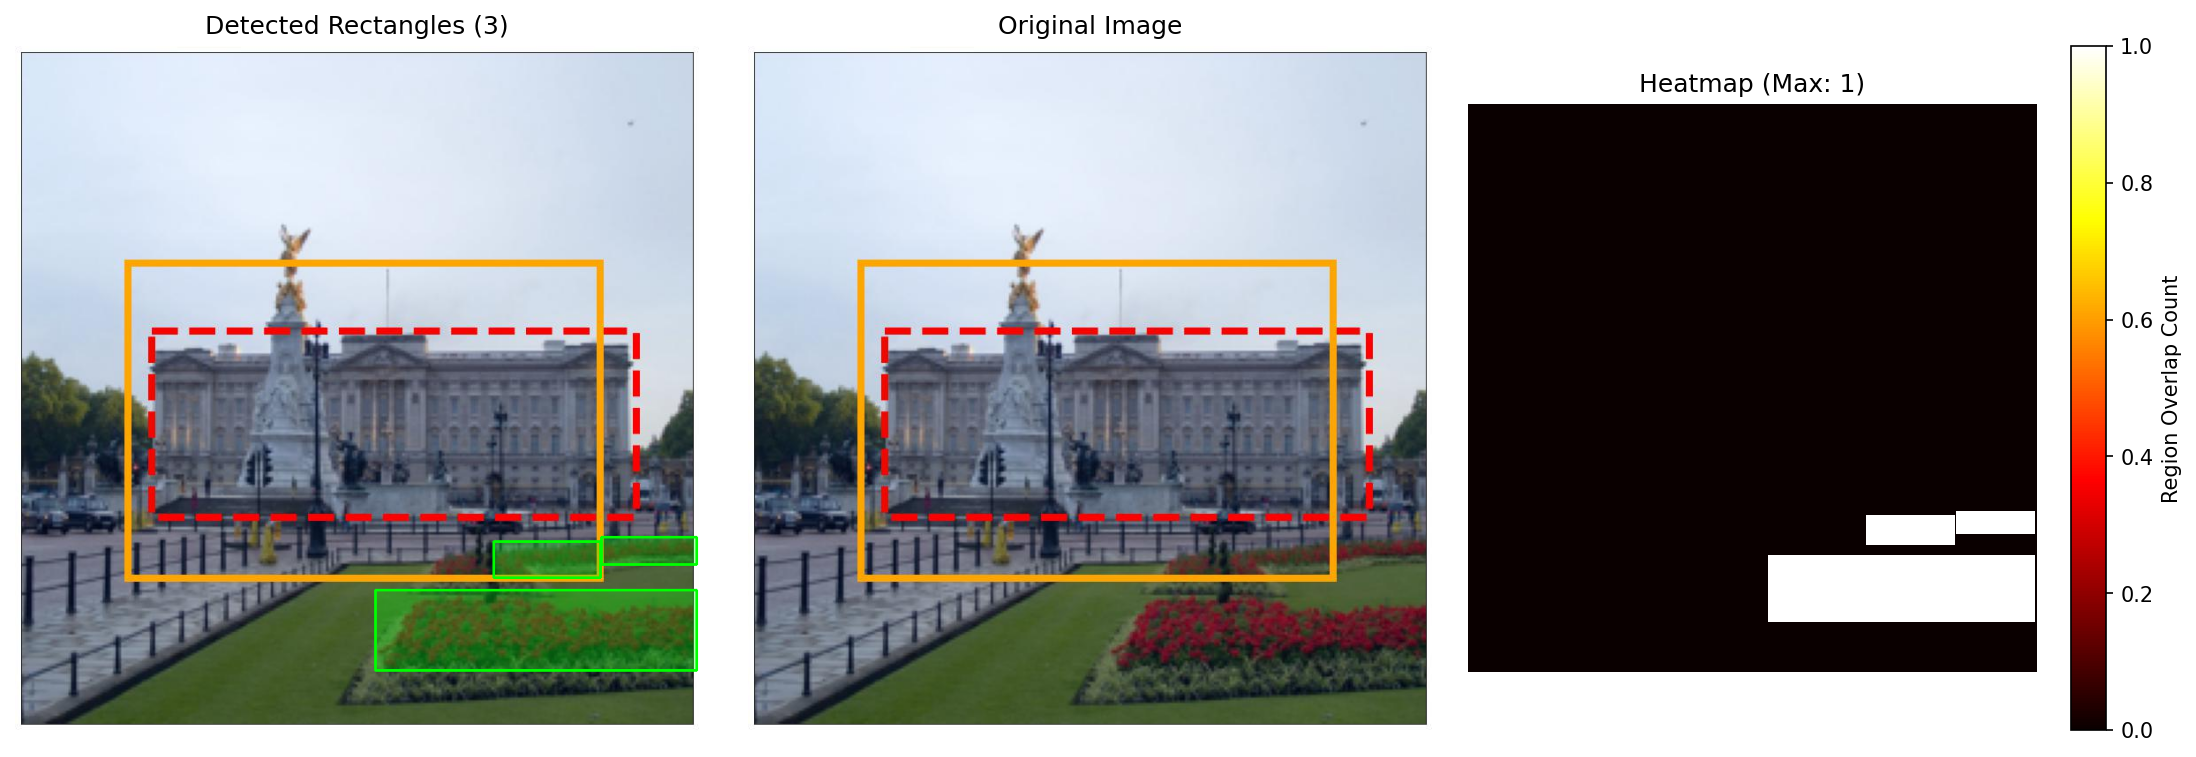 Detected Rectangles (3)
Original Image
Heatmap (Max: 1)
1.0
0.8
0.6
0.4
0.2
0.0
Region Overlap Count